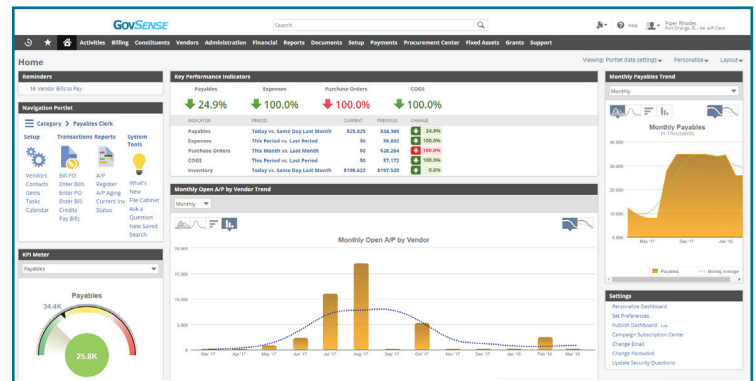 GOVSENSE
Search
Help
Piper Rhodes
Port Orange, FL - GA A/P Clerk
Activities Billing Constituents Vendors Administration Financial Reports Documents Setup Payments Procurement Center Fixed Assets Grants Support
Home
Viewing: Portlet date settings Personalize Layout
Reminders
16 Vendor Bills to Pay
Navigation Portlet
Category > Payables Clerk
Setup Transactions Reports System Tools
Vendors
Contacts
Items
Tasks
Calendar
Bill PO
Enter Bills
Enter PO
Enter Bill
Credits
Pay Bills
A/P
Register
A/P Aging
Current Inv
Status
What's
New
File Cabinet
Ask a
Question
New Saved
Search
KPI Meter
Payables
Payables
34.4K
25.8K
Key Performance Indicators
Payables Expenses Purchase Orders COGS
24.9% 100.0% 100.0% 100.0%
INDICATOR PERIOD CURRENT PREVIOUS CHANGE
Payables Today vs. Same Day Last Month $25,825 $34,389 24.9%
Expenses This Period vs. Last Period $0 $9,802 100.0%
Purchase Orders This Month vs. Last Month $0 $28,264 100.0%
COGS This Period vs. Last Period $0 $7,172 100.0%
Inventory Today vs. Same Day Last Month $198,622 $197,520 0.6%
Monthly Open A/P by Vendor Trend
Monthly
Monthly Open A/P by Vendor
20.000
15.000
10.000
5.000
0.000
Mar '17 Apr '17 May '17 Jun '17 Jul '17 Aug '17 Sep '17 Oct '17 Nov '17 Dec '17 Jan '18 Feb '18 Mar '18
Monthly Payables Trend
Monthly
Monthly Payables
In Thousands
40.00K
30.00K
20.00K
0.00K
May '17 Sep '17 Jan '18
Payables Moving Average
Settings
Personalize Dashboard
Set Preferences
Publish Dashboard
Campaign Subscription Center
Change Email
Change Password
Update Security Questions